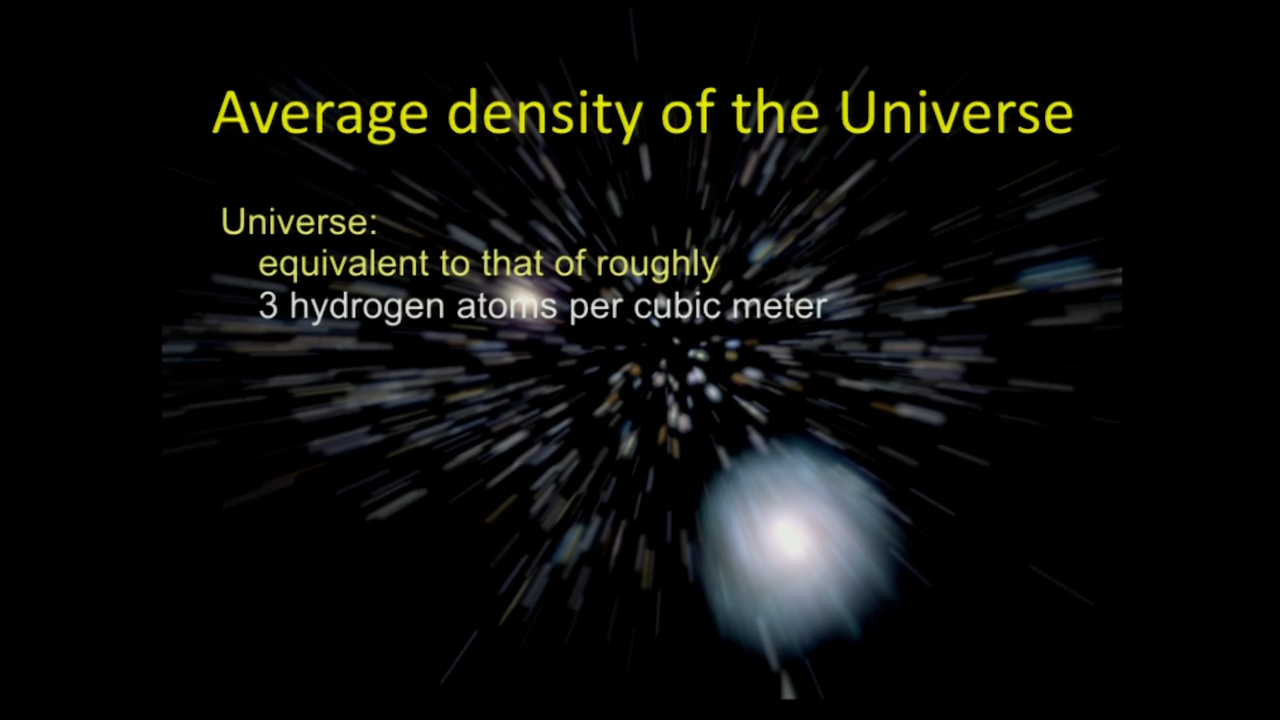 Average density of the Universe
Universe:
equivalent to that of roughly
3 hydrogen atoms per cubic meter